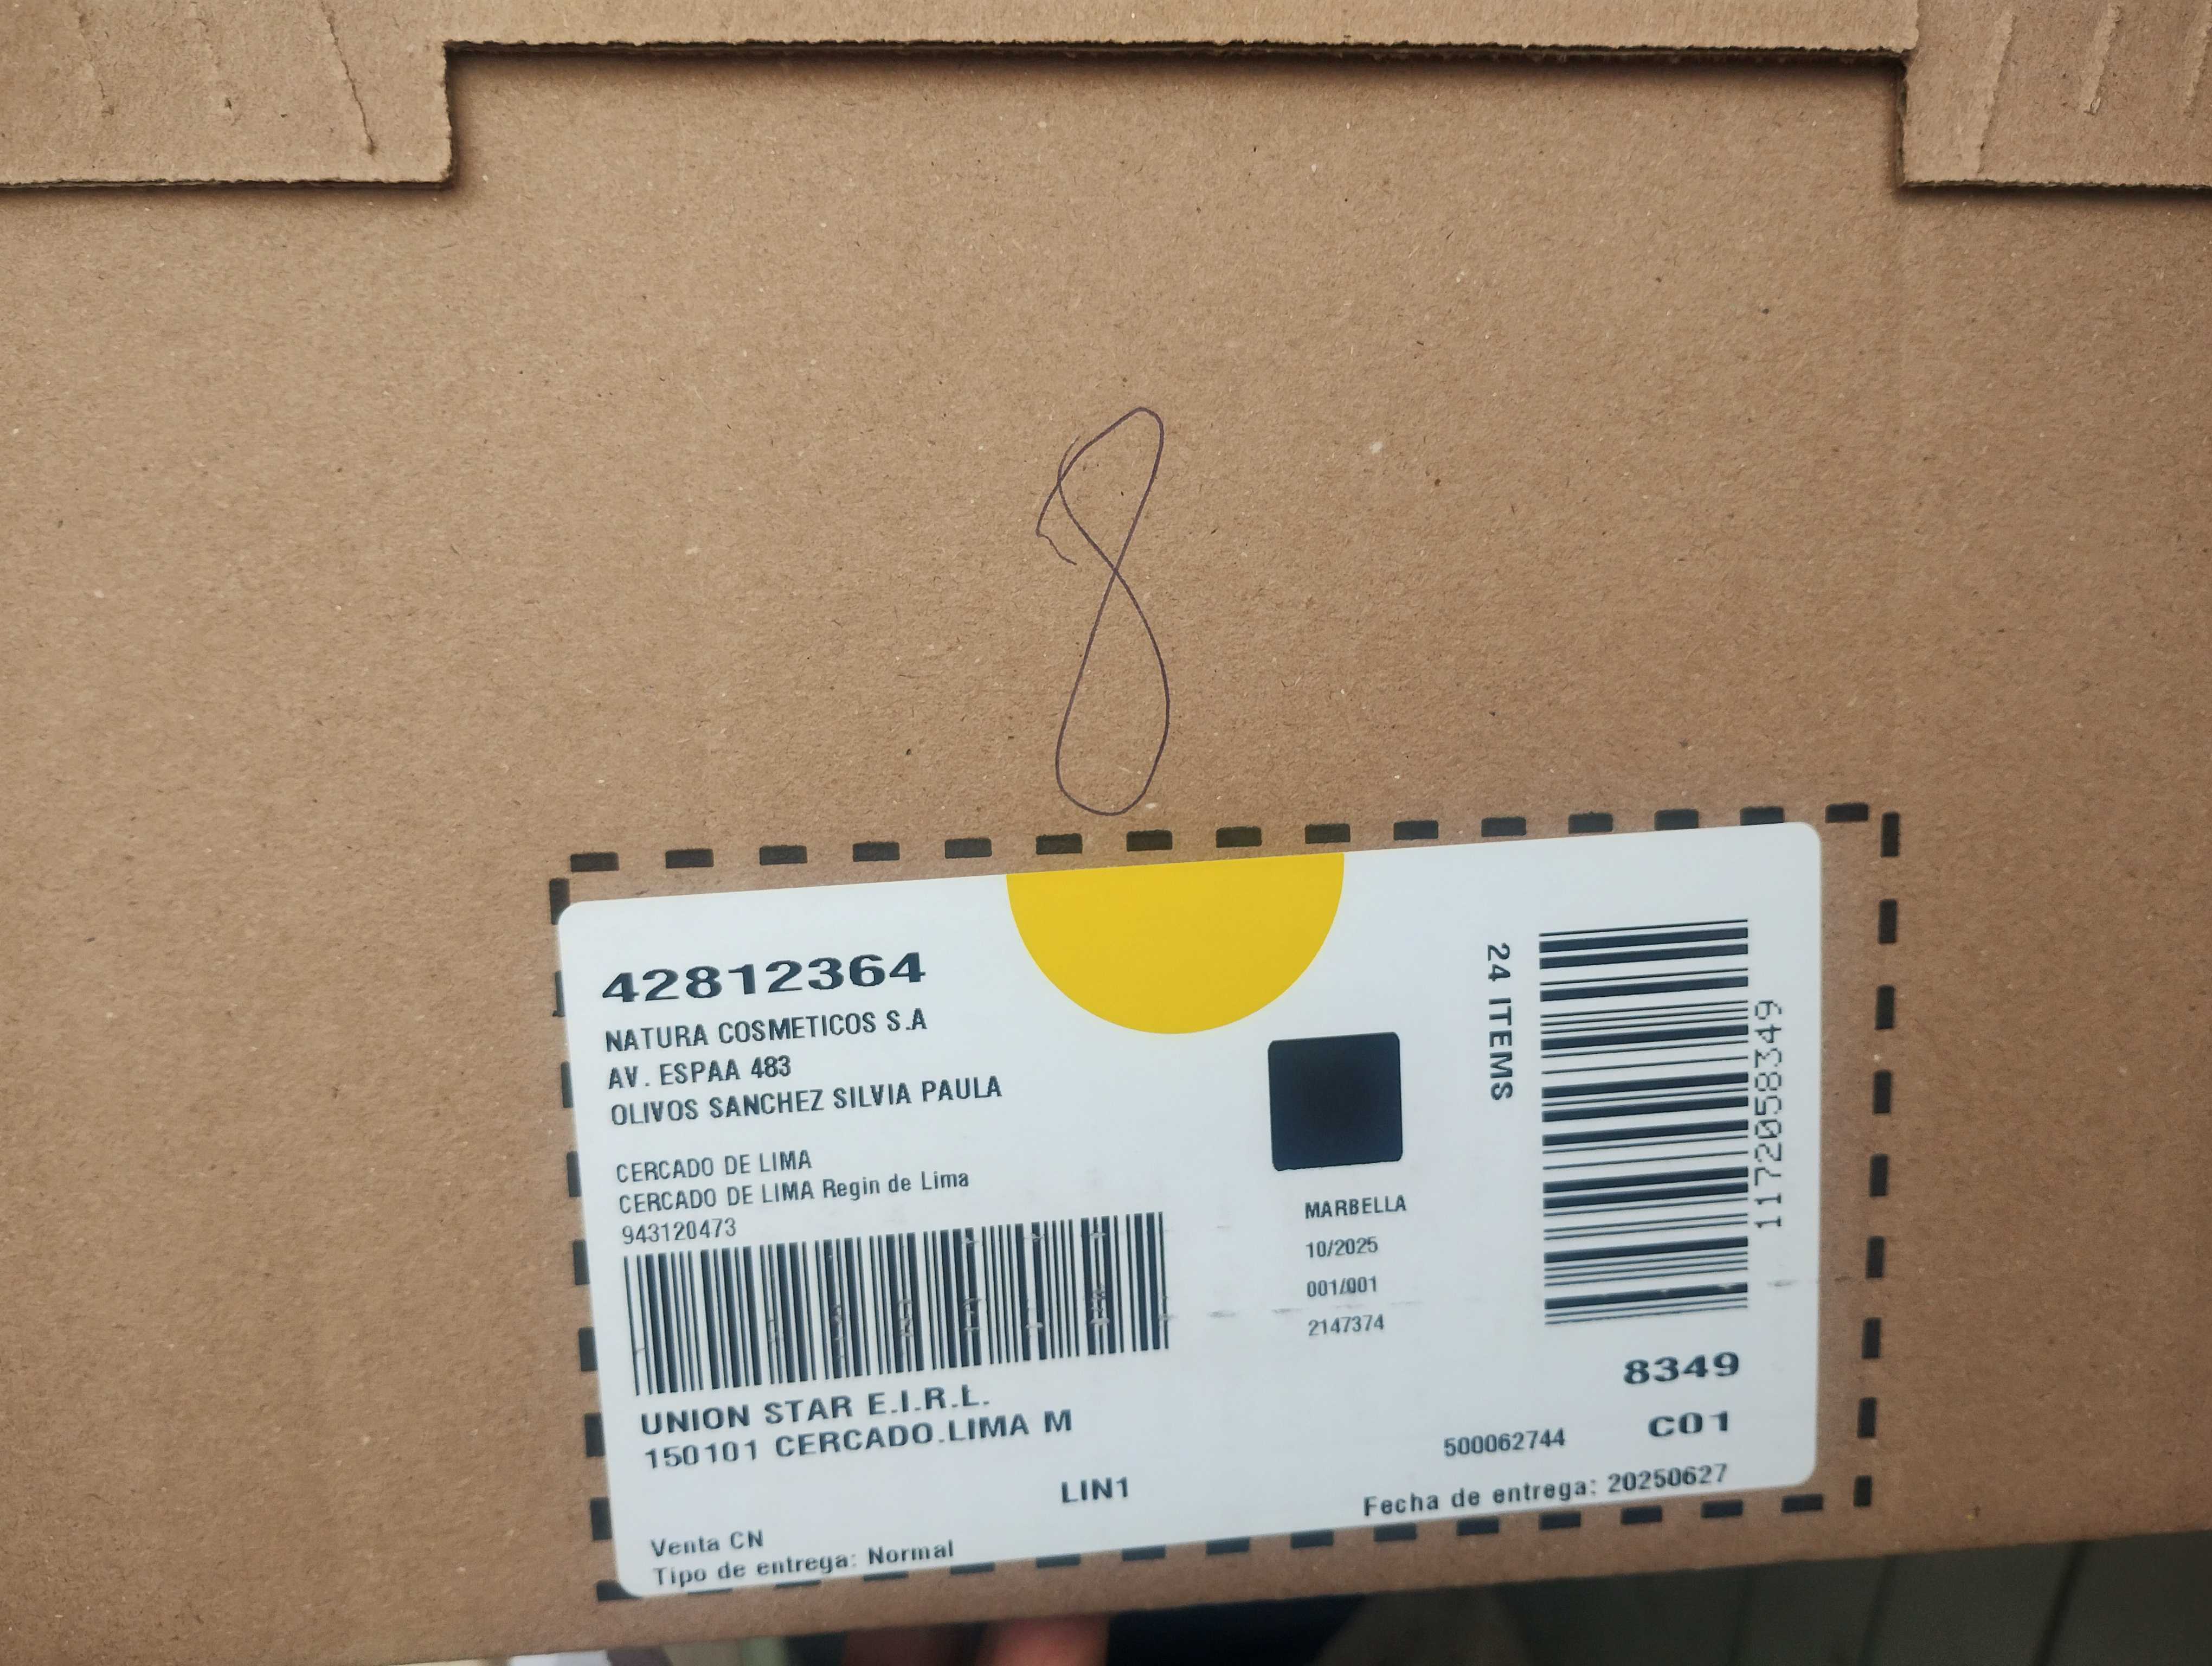 8
42812364
NATURA COSMETICOS S.A
AV. ESPAA 483
OLIVOS SANCHEZ SILVIA PAULA
CERCADO DE LIMA
CERCADO DE LIMA Regin de Lima
943120473
UNION STAR E.I.R.L.
150101 CERCADO.LIMA M
LIN1
Venta CN
Tipo de entrega: Normal
MARBELLA
10/2025
001/001
2147374
24 ITEMS
1172058349
8349
C01
500062744
Fecha de entrega: 20250627